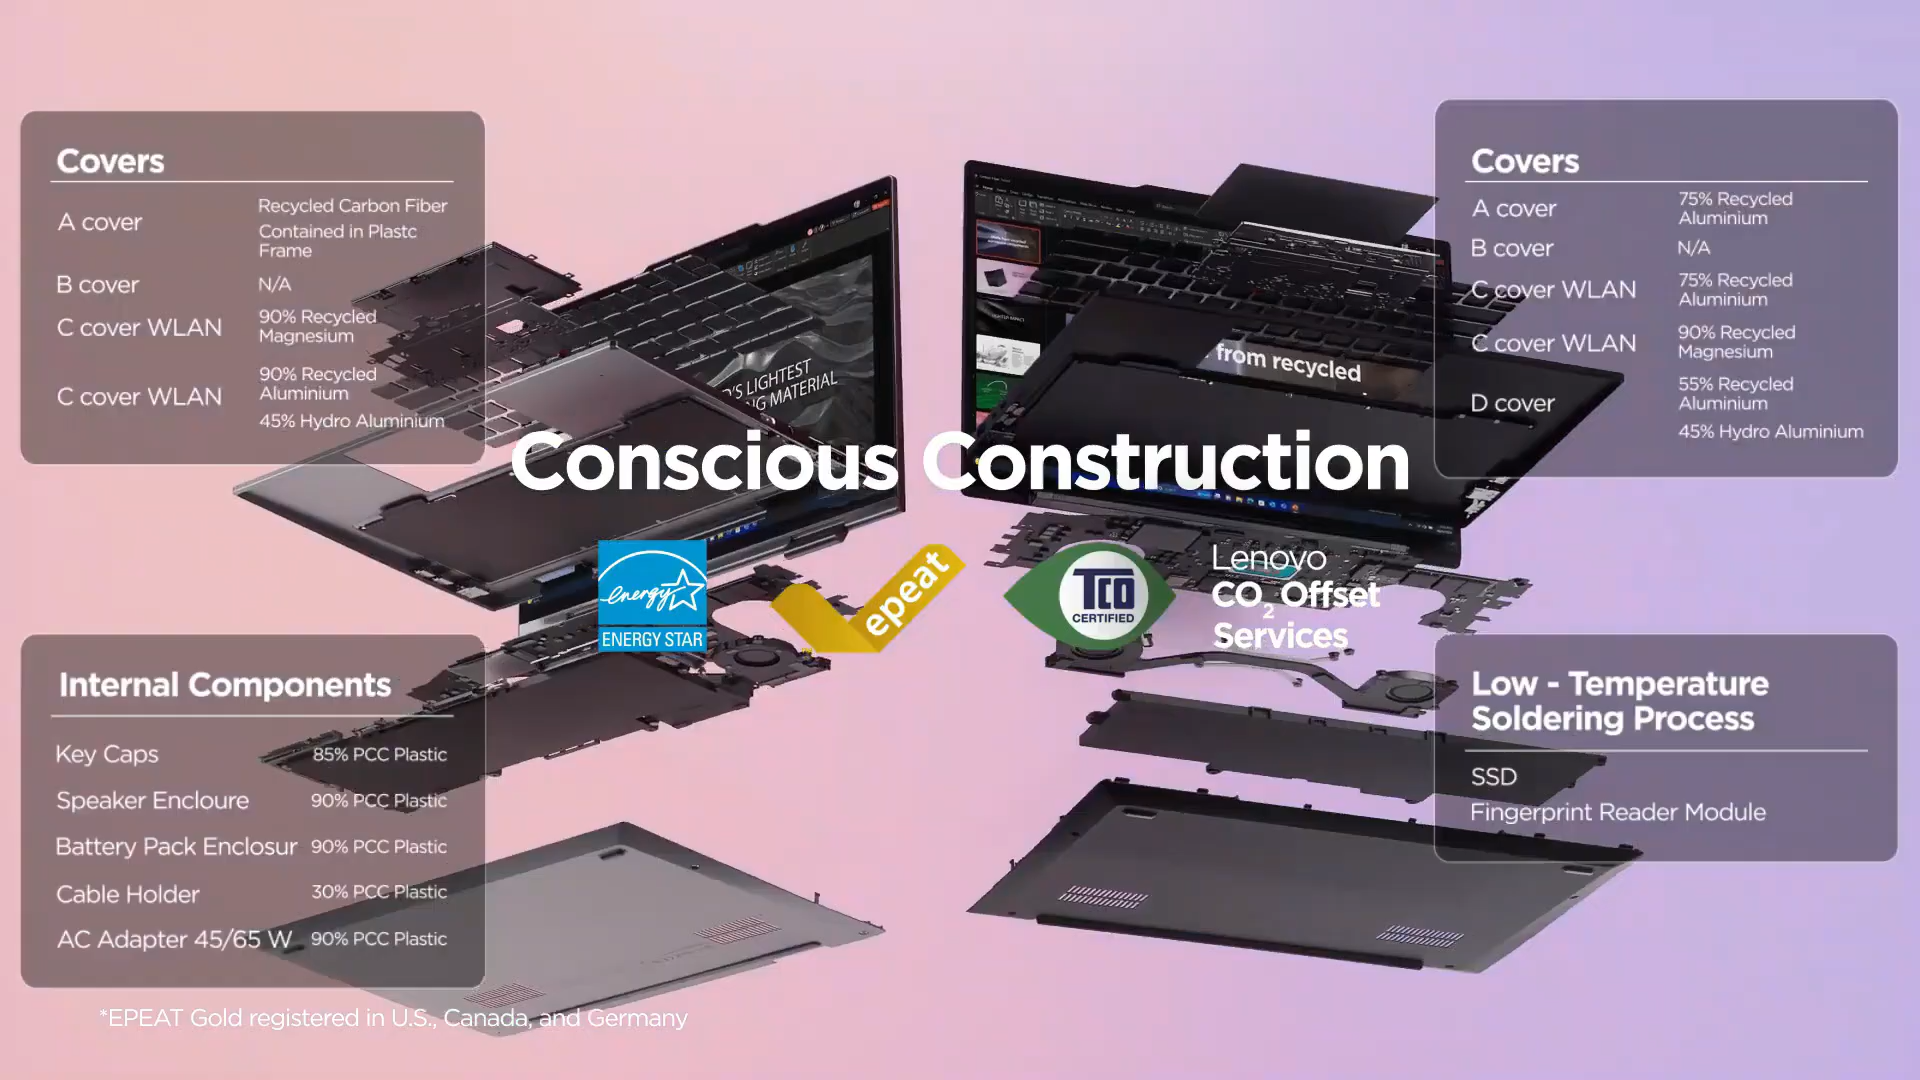 Covers
A cover
Recycled Carbon Fiber
Contained in Plastc
Frame
B cover
N/A
C cover WLAN
90% Recycled
Magnesium
C cover WLAN
90% Recycled
Aluminium
45% Hydro Aluminium
Covers
A cover
75% Recycled
Aluminium
B cover
N/A
C cover WLAN
75% Recycled
Aluminium
C cover WLAN
90% Recycled
Magnesium
D cover
55% Recycled
Aluminium
45% Hydro Aluminium
'S LIGHTEST
G MATERIAL
from recycled
Conscious Construction
energy
ENERGY STAR
epeat
TCO
CERTIFIED
Lenovo
CO2 Offset
Services
Internal Components
Key Caps 85% PCC Plastic
Speaker Encloure 90% PCC Plastic
Battery Pack Enclosur 90% PCC Plastic
Cable Holder 30% PCC Plastic
AC Adapter 45/65 W 90% PCC Plastic
Low - Temperature
Soldering Process
SSD
Fingerprint Reader Module
*EPEAT Gold registered in U.S., Canada, and Germany